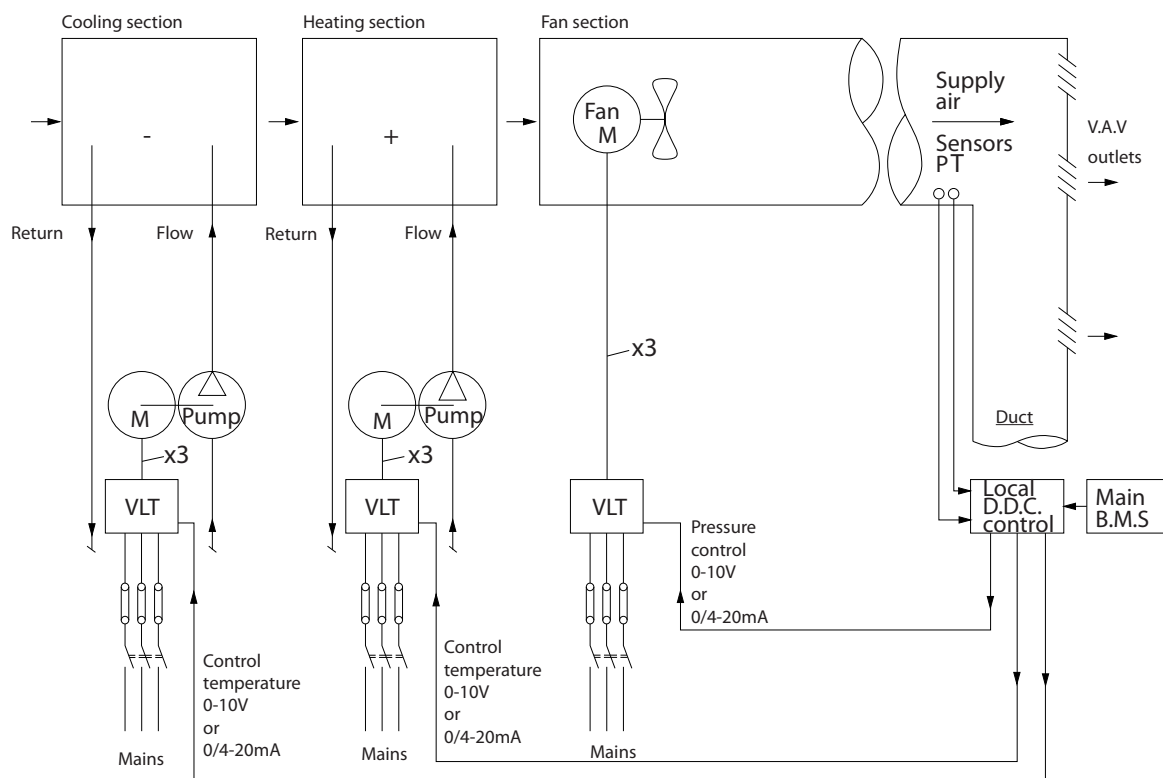 Cooling section
Heating section
Fan section
-
+
Fan
M
Supply
air
Sensors
PT
V.A.V
outlets
Return
Flow
Return
Flow
x3
M
Pump
M
Pump
Duct
x3
x3
VLT
VLT
VLT
Local
D.D.C.
control
Main
B.M.S
Pressure
control
0-10V
or
0/4-20mA
Control
temperature
0-10V
or
0/4-20mA
Control
temperature
0-10V
or
0/4-20mA
Mains
Mains
Mains